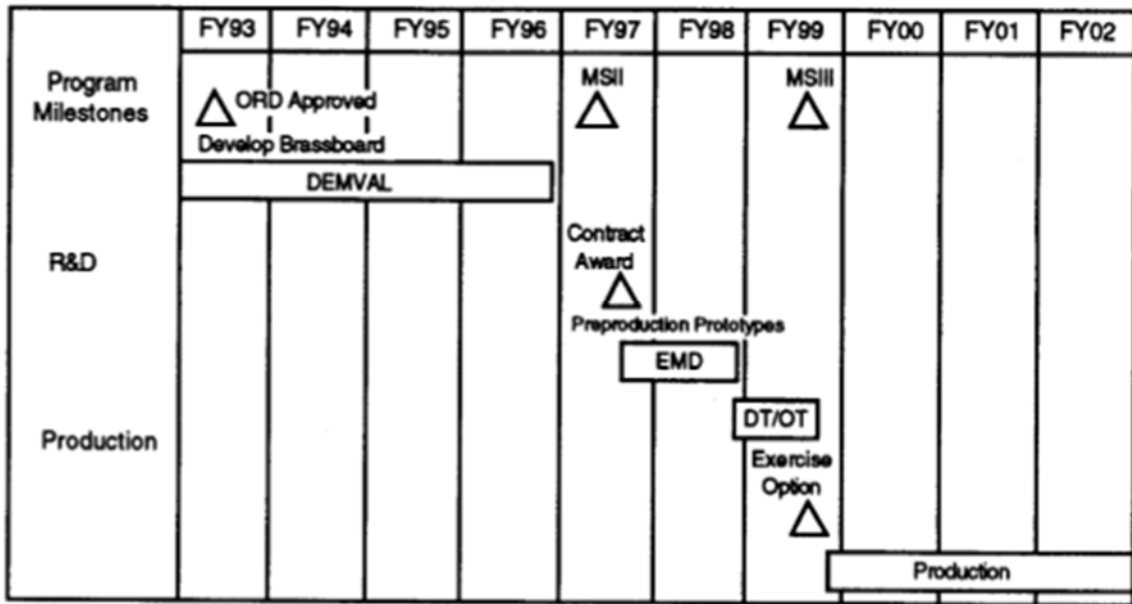 FY93 FY94 FY95 FY96 FY97 FY98 FY99 FY00 FY01 FY02
Program
Milestones
MSII
MSIII
ORD Approved
Develop Brassboard
DEMVAL
R&D
Contract
Award
Preproduction Prototypes
EMD
DT/OT
Production
Exercise
Option
Production